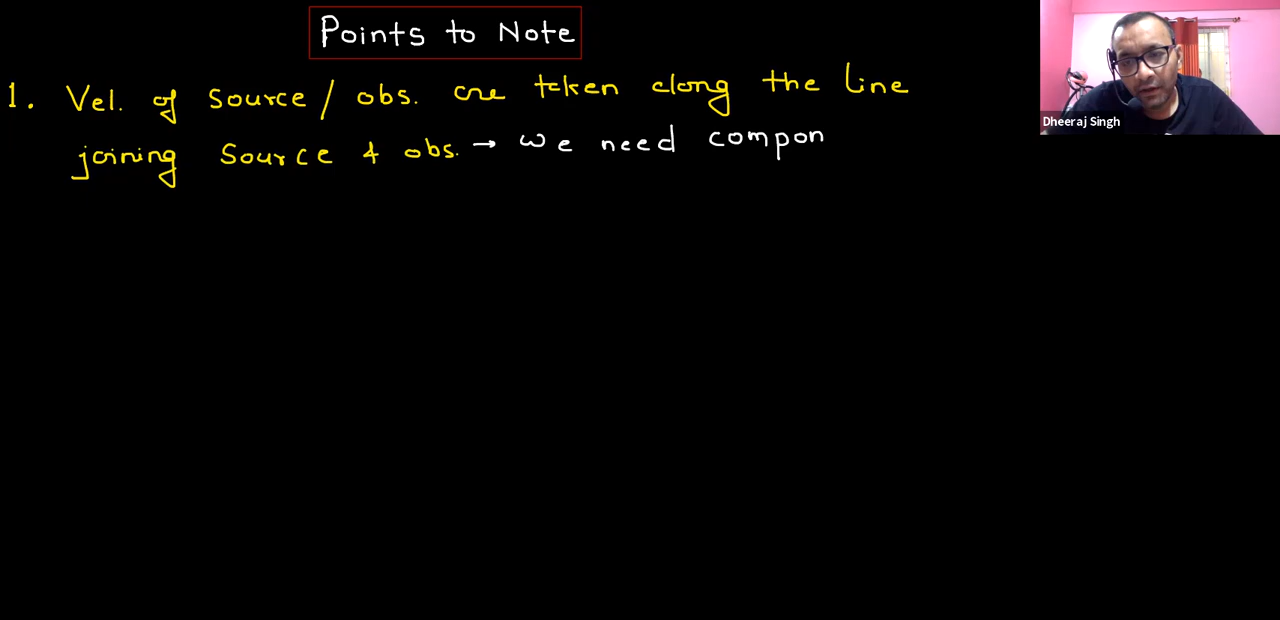 Points to Note
Dheeraj Singh
1. Vel. of source / obs. are taken along the line
joining Source & obs. → we need compon